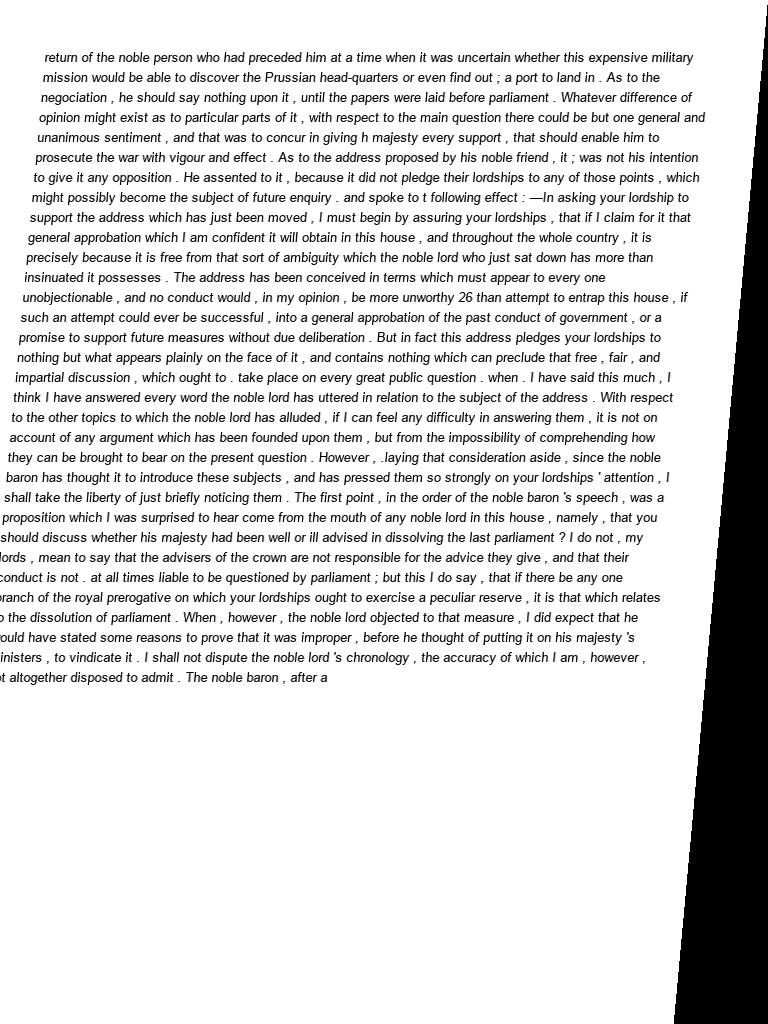 return of the noble person who had preceded him at a time when it was uncertain whether this expensive military
mission would be able to discover the Prussian head-quarters or even find out ; a port to land in . As to the
negociation , he should say nothing upon it , until the papers were laid before parliament . Whatever difference of
opinion might exist as to particular parts of it , with respect to the main question there could be but one general and
unanimous sentiment , and that was to concur in giving h majesty every support , that should enable him to
prosecute the war with vigour and effect . As to the address proposed by his noble friend , it ; was not his intention
to give it any opposition . He assented to it , because it did not pledge their lordships to any of those points , which
might possibly become the subject of future enquiry . and spoke to t following effect : —In asking your lordship to
support the address which has just been moved , I must begin by assuring your lordships , that if I claim for it that
general approbation which I am confident it will obtain in this house , and throughout the whole country , it is
precisely because it is free from that sort of ambiguity which the noble lord who just sat down has more than
insinuated it possesses . The address has been conceived in terms which must appear to every one
unobjectionable , and no conduct would , in my opinion , be more unworthy 26 than attempt to entrap this house , if
such an attempt could ever be successful , into a general approbation of the past conduct of government , or a
promise to support future measures without due deliberation . But in fact this address pledges your lordships to
nothing but what appears plainly on the face of it , and contains nothing which can preclude that free , fair , and
impartial discussion , which ought to . take place on every great public question . when . I have said this much , I
think I have answered every word the noble lord has uttered in relation to the subject of the address . With respect
to the other topics to which the noble lord has alluded , if I can feel any difficulty in answering them , it is not on
account of any argument which has been founded upon them , but from the impossibility of comprehending how
they can be brought to bear on the present question . However , .laying that consideration aside , since the noble
baron has thought it to introduce these subjects , and has pressed them so strongly on your lordships ' attention , I
shall take the liberty of just briefly noticing them . The first point , in the order of the noble baron 's speech , was a
proposition which I was surprised to hear come from the mouth of any noble lord in this house , namely , that you
should discuss whether his majesty had been well or ill advised in dissolving the last parliament ? I do not , my
lords , mean to say that the advisers of the crown are not responsible for the advice they give , and that their
conduct is not . at all times liable to be questioned by parliament ; but this I do say , that if there be any one
branch of the royal prerogative on which your lordships ought to exercise a peculiar reserve , it is that which relates
the dissolution of parliament . When , however , the noble lord objected to that measure , I did expect that he
would have stated some reasons to prove that it was improper , before he thought of putting it on his majesty 's
inisters , to vindicate it . I shall not dispute the noble lord 's chronology , the accuracy of which I am , however ,
altogether disposed to admit . The noble baron , after a